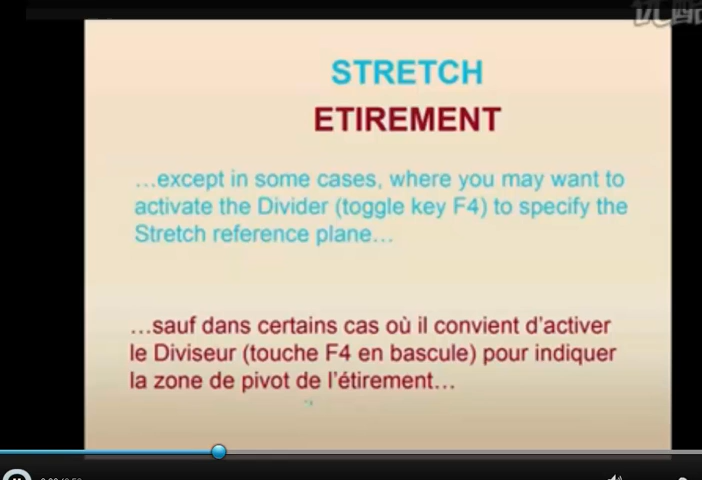 STRETCH
ETIREMENT
...except in some cases, where you may want to
activate the Divider (toggle key F4) to specify the
Stretch reference plane...
...sauf dans certains cas où il convient d'activer
le Diviseur (touche F4 en bascule) pour indiquer
la zone de pivot de l'étirement...